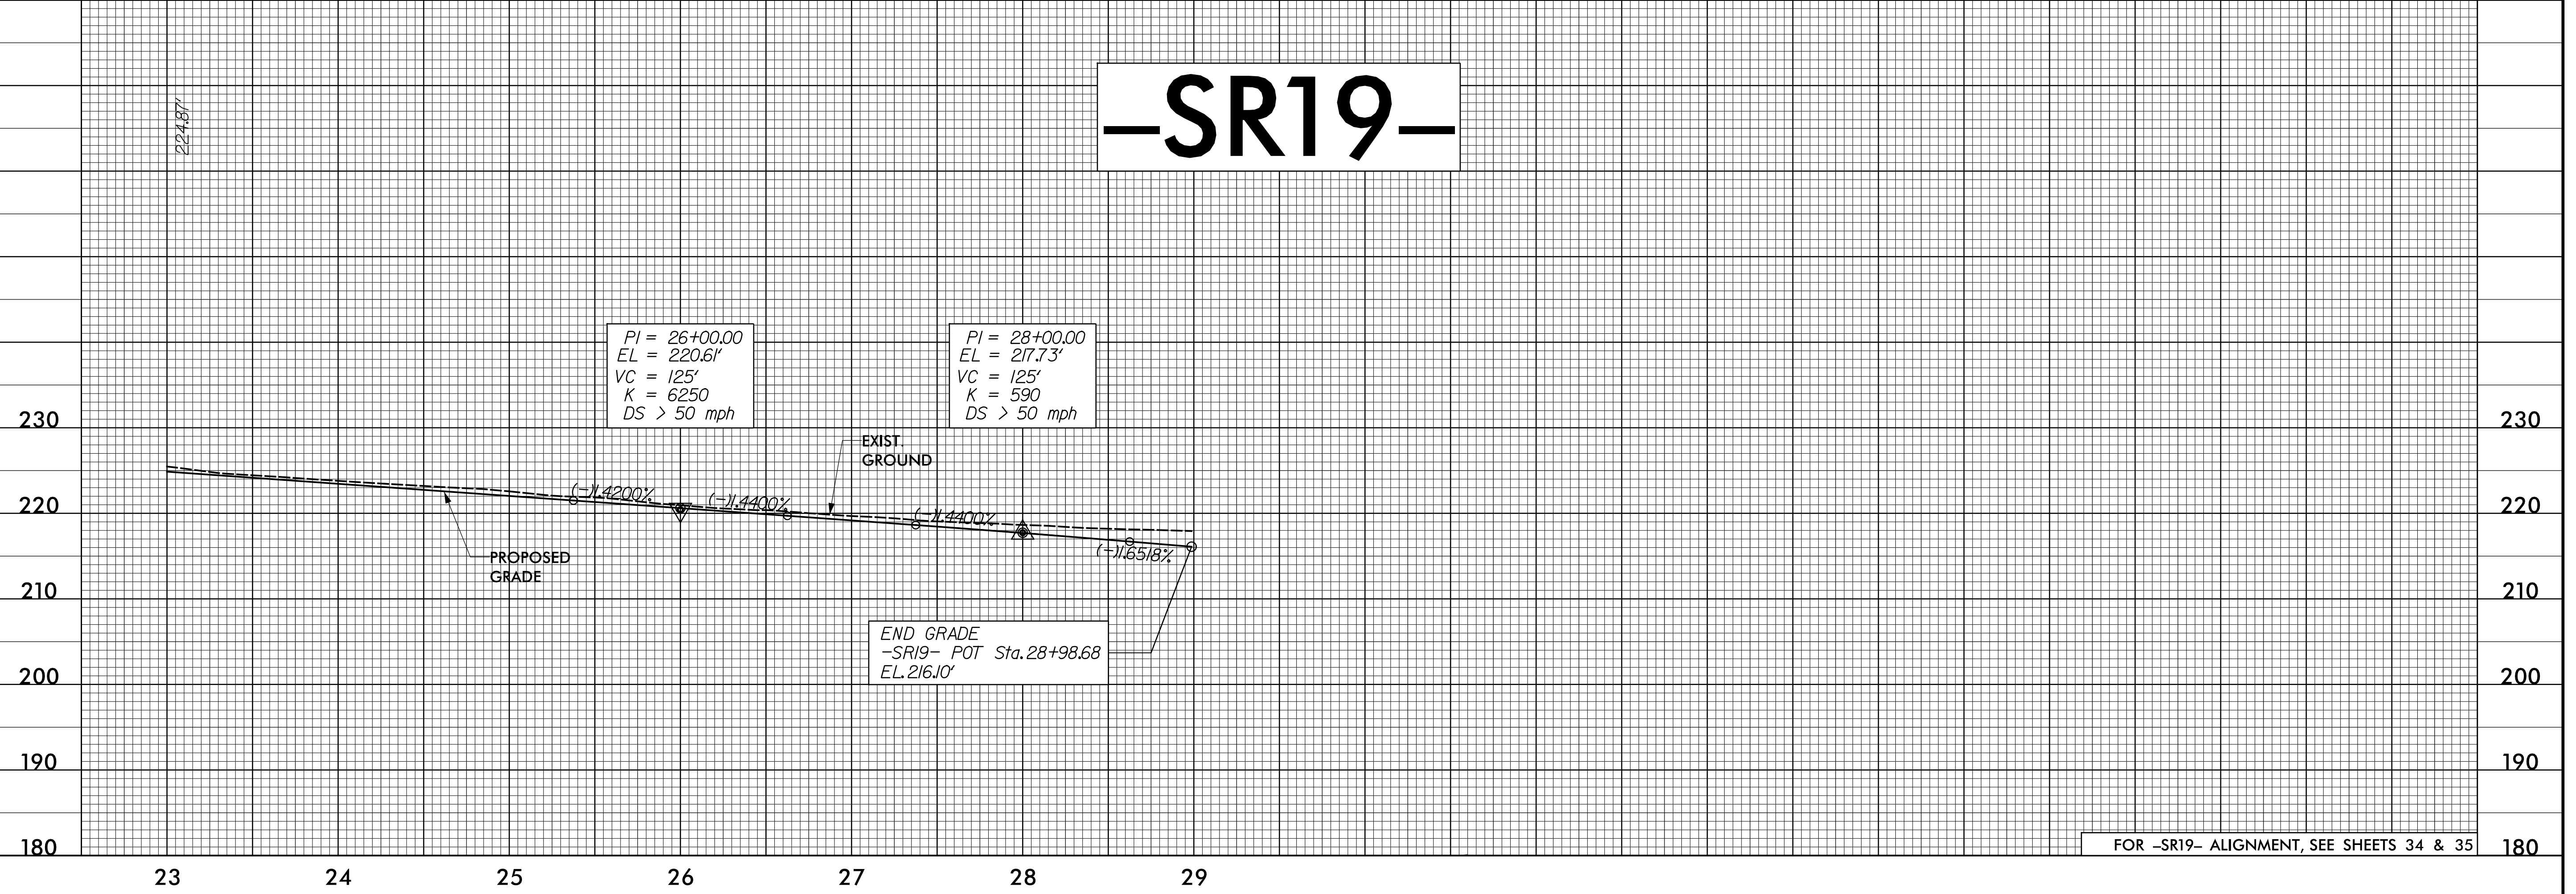 –SR19–
224.87'
PI = 26+00.00
EL = 220.61'
VC = 125'
K = 6250
DS > 50 mph
PI = 28+00.00
EL = 217.73'
VC = 125'
K = 590
DS > 50 mph
230
230
EXIST.
GROUND
220
(-)1.4200%
(-)1.4400%
(-)1.4400%
220
(-)1.6518%
PROPOSED
GRADE
210
210
END GRADE
-SR19- POT Sta. 28+98.68
EL. 216.10'
200
200
190
190
180
FOR –SR19– ALIGNMENT, SEE SHEETS 34 & 35
180
23 24 25 26 27 28 29